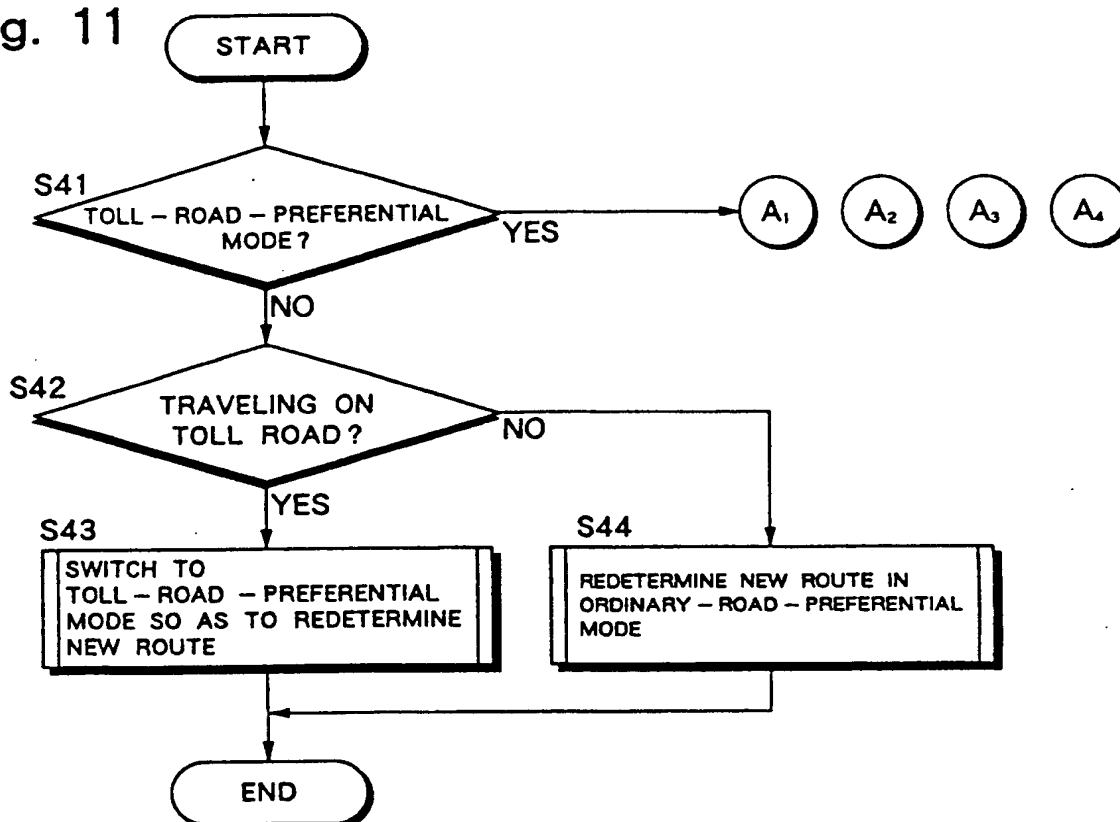 g. 11
START
S41
TOLL – ROAD – PREFERENTIAL
MODE?
YES
A₁
A₂
A₃
A₄
NO
S42
TRAVELING ON
TOLL ROAD?
NO
YES
S43
SWITCH TO
TOLL – ROAD – PREFERENTIAL
MODE SO AS TO REDETERMINE
NEW ROUTE
S44
REDETERMINE NEW ROUTE IN
ORDINARY – ROAD – PREFERENTIAL
MODE
END